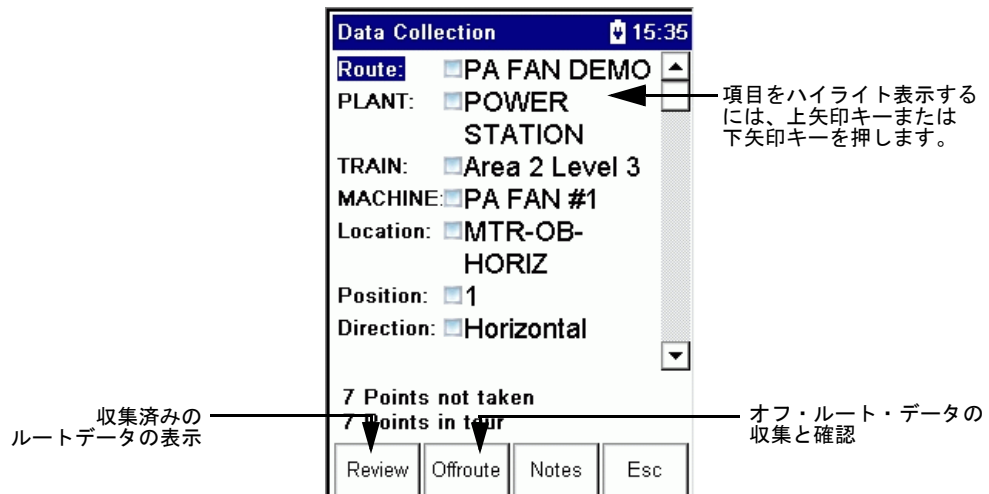 Data Collection 15:35
Route: PA FAN DEMO
PLANT: POWER
STATION
TRAIN: Area 2 Level 3
MACHINE: PA FAN #1
Location: MTR-OB-
HORIZ
Position: 1
Direction: Horizontal
7 Points not taken
7 Points in tour
Review Offroute Notes Esc
項目をハイライト表示する
には、上矢印キーまたは
下矢印キーを押します。
収集済みの
ルートデータの表示
オフ・ルート・データの
収集と確認